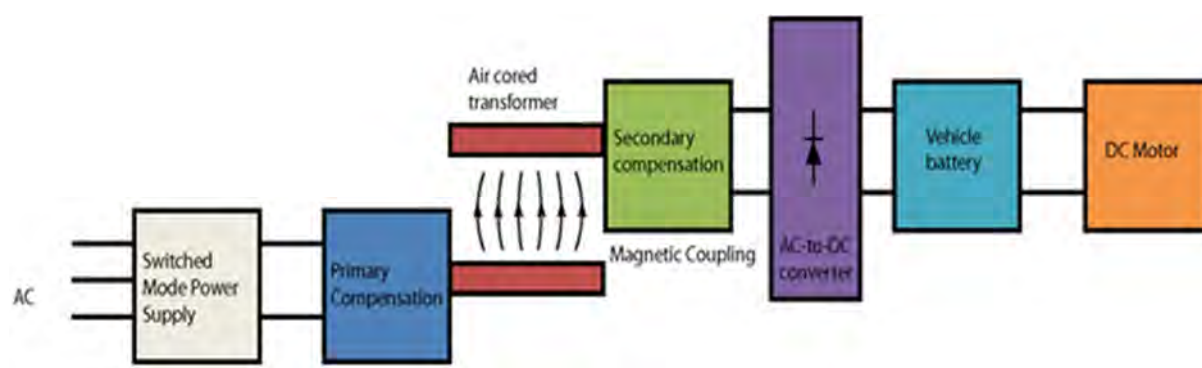 AC
Switched
Mode Power
Supply
Primary
Compensation
Air cored
transformer
Secondary
compensation
Magnetic Coupling
AC-to-DC
converter
Vehicle
battery
DC Motor